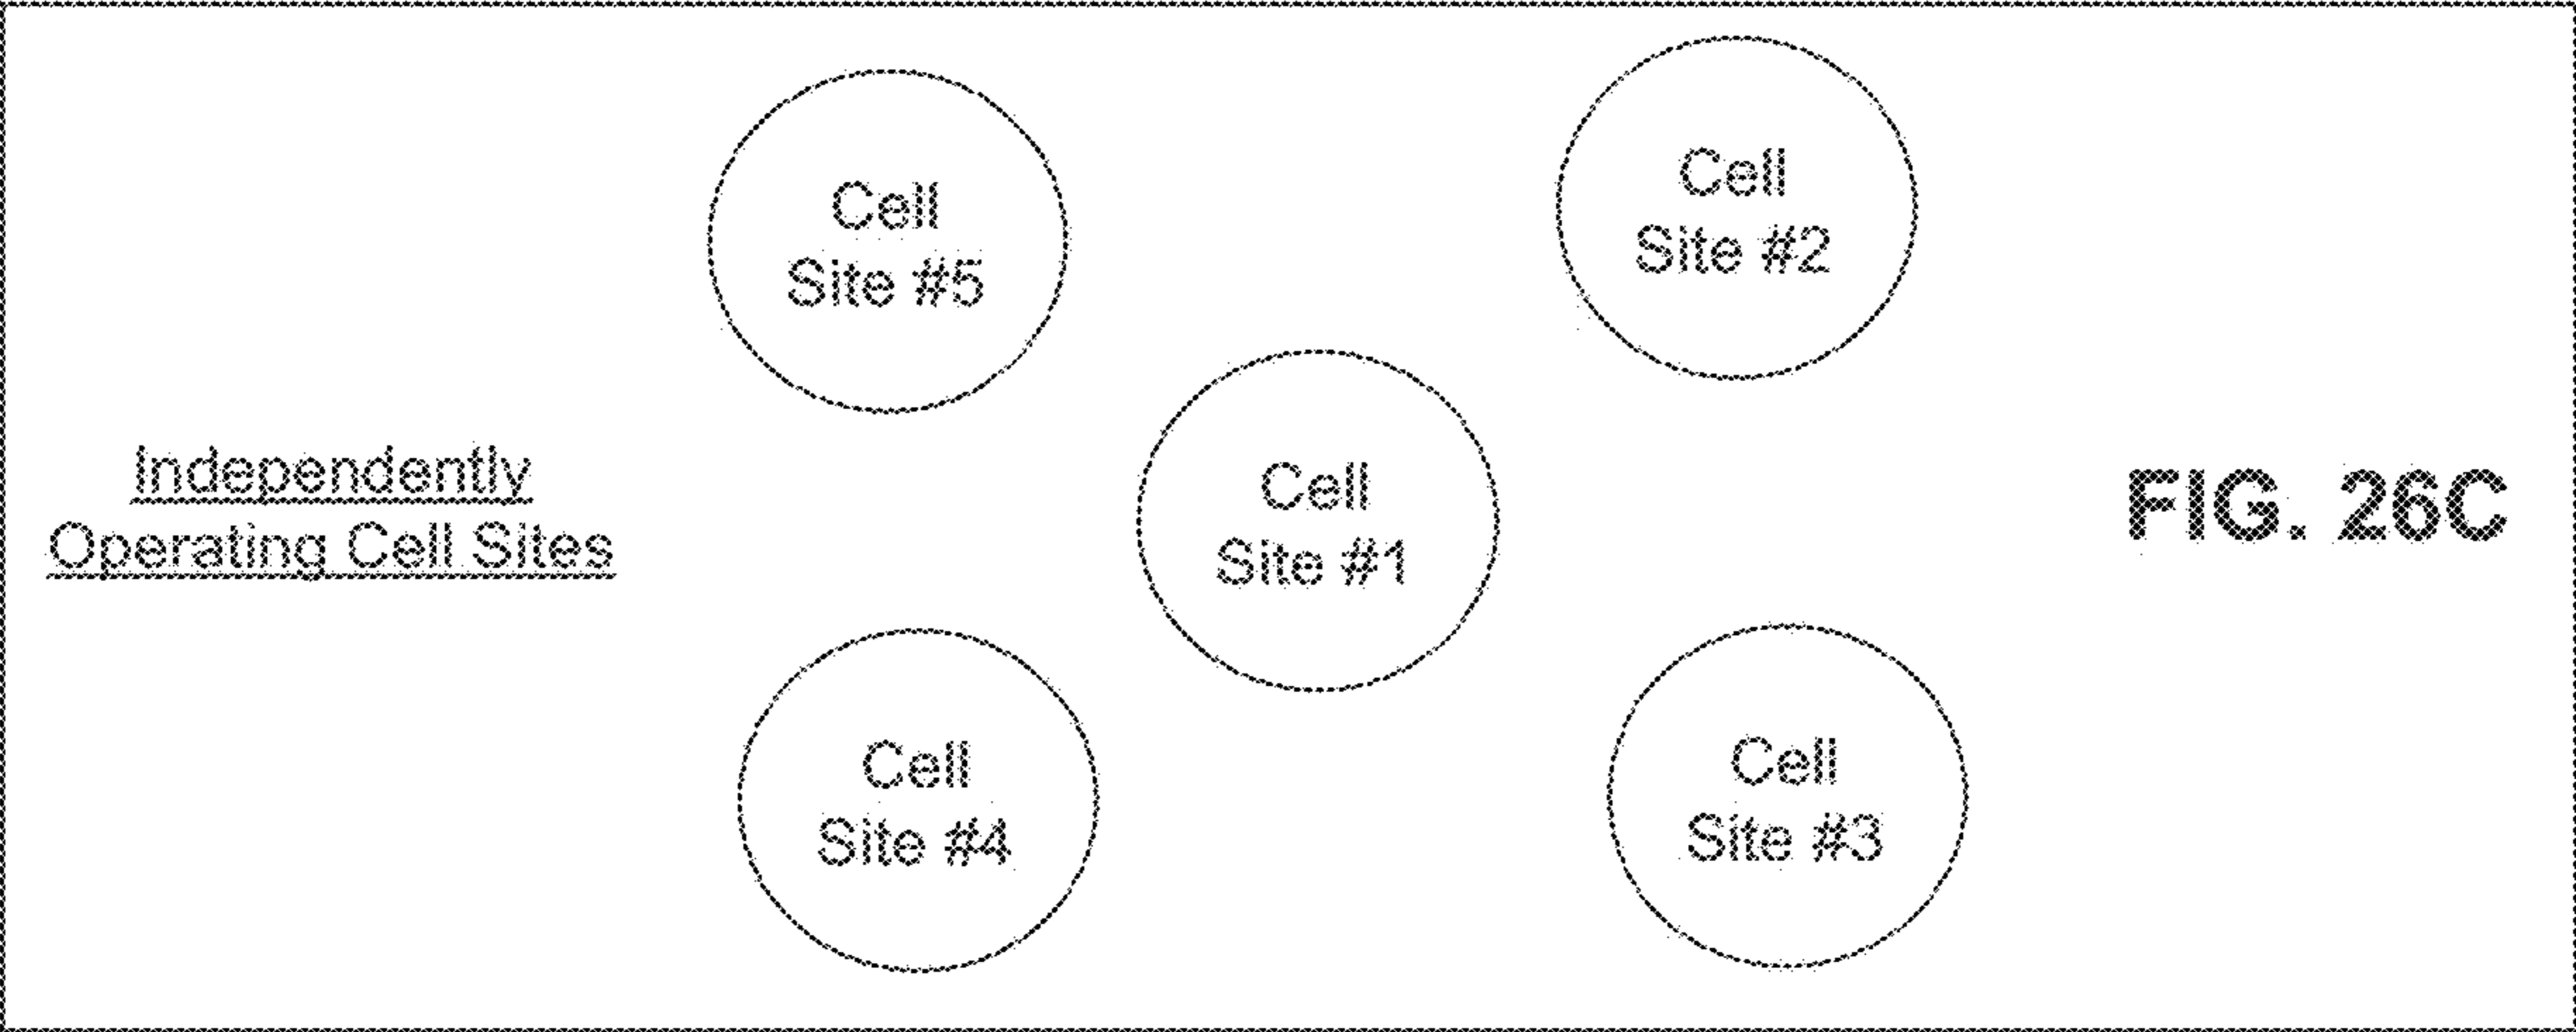 Cell
Site #5
Cell
Site #2
Independently
Operating Cell Sites
Cell
Site #1
FIG. 26C
Cell
Site #4
Cell
Site #3